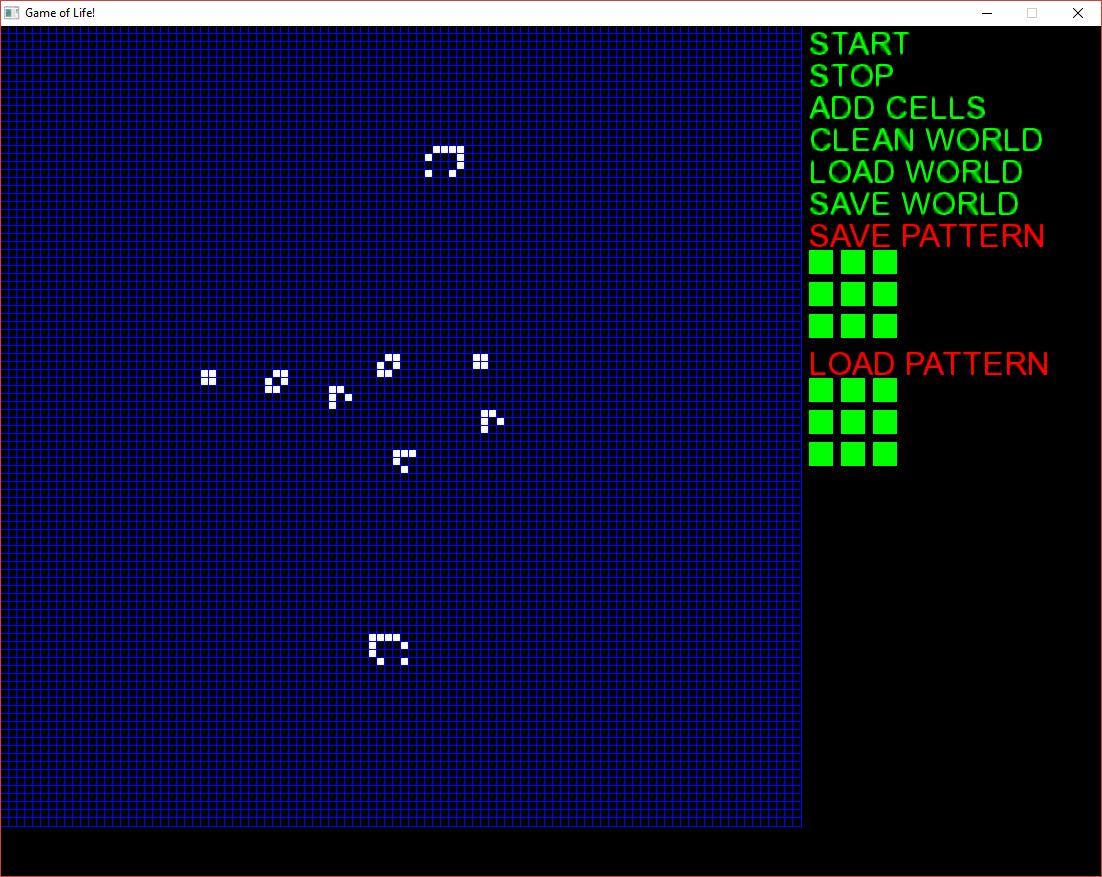 Game of Life!
START
STOP
ADD CELLS
CLEAN WORLD
LOAD WORLD
SAVE WORLD
SAVE PATTERN
LOAD PATTERN